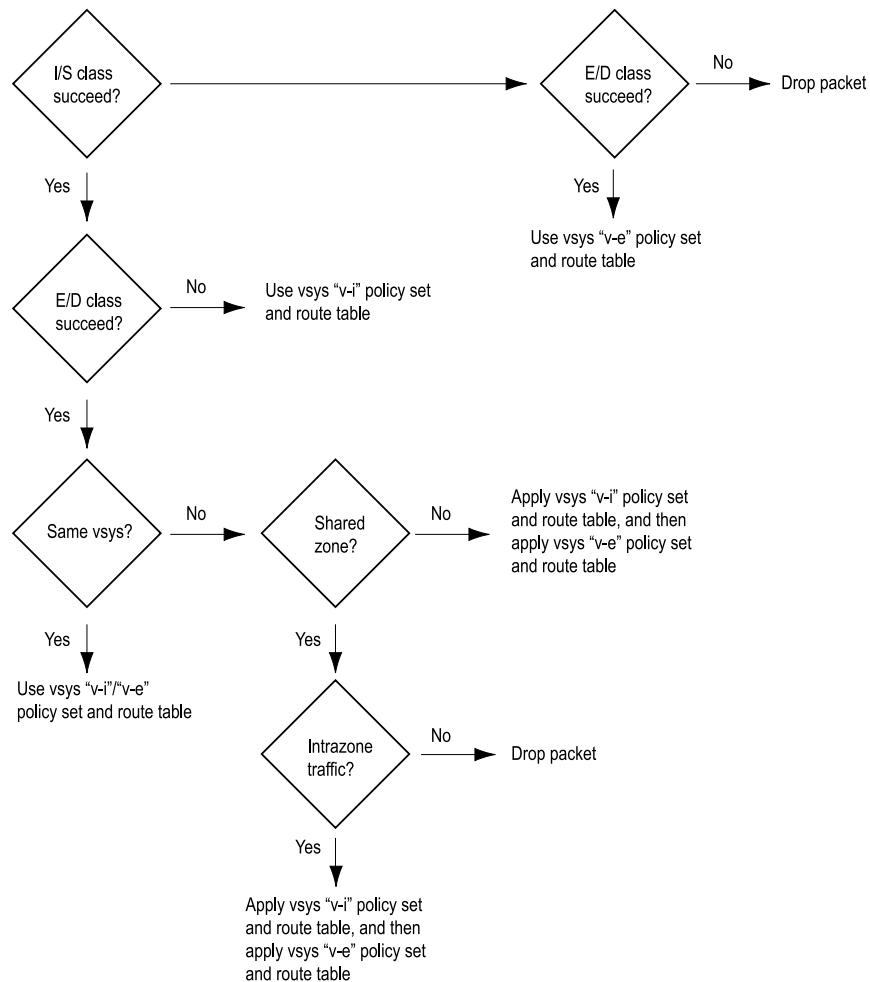 I/S class
succeed?
E/D class
succeed?
No
Drop packet
Yes
Yes
Use vsys “v-e” policy set
and route table
E/D class
succeed?
No
Use vsys “v-i” policy set
and route table
Yes
Same vsys?
No
Shared
zone?
No
Apply vsys “v-i” policy set
and route table, and then
apply vsys “v-e” policy set
and route table
Yes
Use vsys “v-i”/“v-e”
policy set and route table
Yes
Intrazone
traffic?
No
Drop packet
Yes
Apply vsys “v-i” policy set
and route table, and then
apply vsys “v-e” policy set
and route table